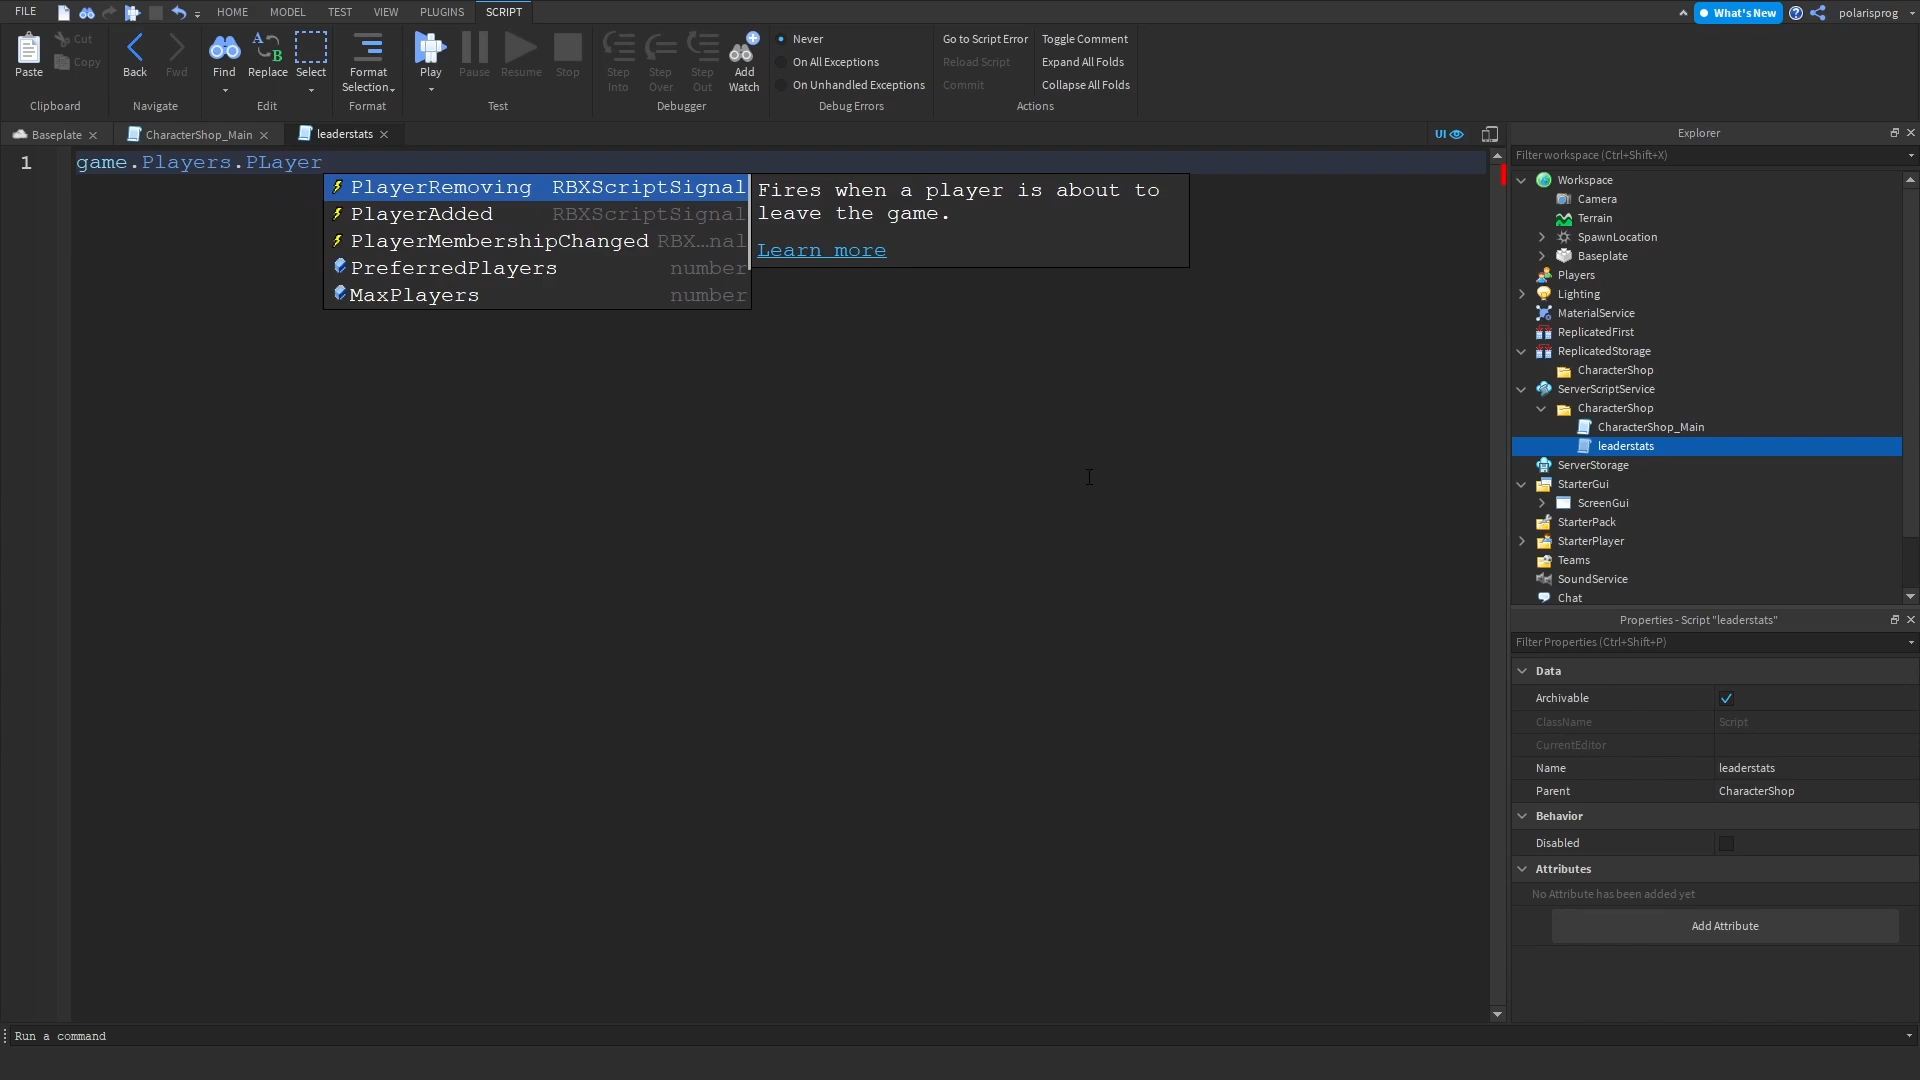 FILE HOME MODEL TEST VIEW PLUGINS SCRIPT What's New polarisprog
Paste Cut Copy Clipboard
Back Fwd Navigate
Find Replace Select Edit
Format Selection Format
Play Pause Resume Stop Test
Step Into Step Over Step Out Add Watch Debugger
Never
On All Exceptions
On Unhandled Exceptions
Debug Errors
Go to Script Error Toggle Comment
Reload Script Expand All Folds
Commit Collapse All Folds
Actions
Baseplate CharacterShop_Main leaderstats UI
1 game.Players.PLayer
PlayerRemoving RBXScriptSignal
PlayerAdded RBXScriptSignal
PlayerMembershipChanged RBX...nal
PreferredPlayers number
MaxPlayers number
Fires when a player is about to
leave the game.
Learn more
Explorer
Filter workspace (Ctrl+Shift+X)
Workspace
Camera
Terrain
SpawnLocation
Baseplate
Players
Lighting
MaterialService
ReplicatedFirst
ReplicatedStorage
CharacterShop
ServerScriptService
CharacterShop
CharacterShop_Main
leaderstats
ServerStorage
StarterGui
ScreenGui
StarterPack
StarterPlayer
Teams
SoundService
Chat
Properties - Script "leaderstats"
Filter Properties (Ctrl+Shift+P)
Data
Archivable
ClassName Script
CurrentEditor
Name leaderstats
Parent CharacterShop
Behavior
Disabled
Attributes
No Attribute has been added yet
Add Attribute
Run a command